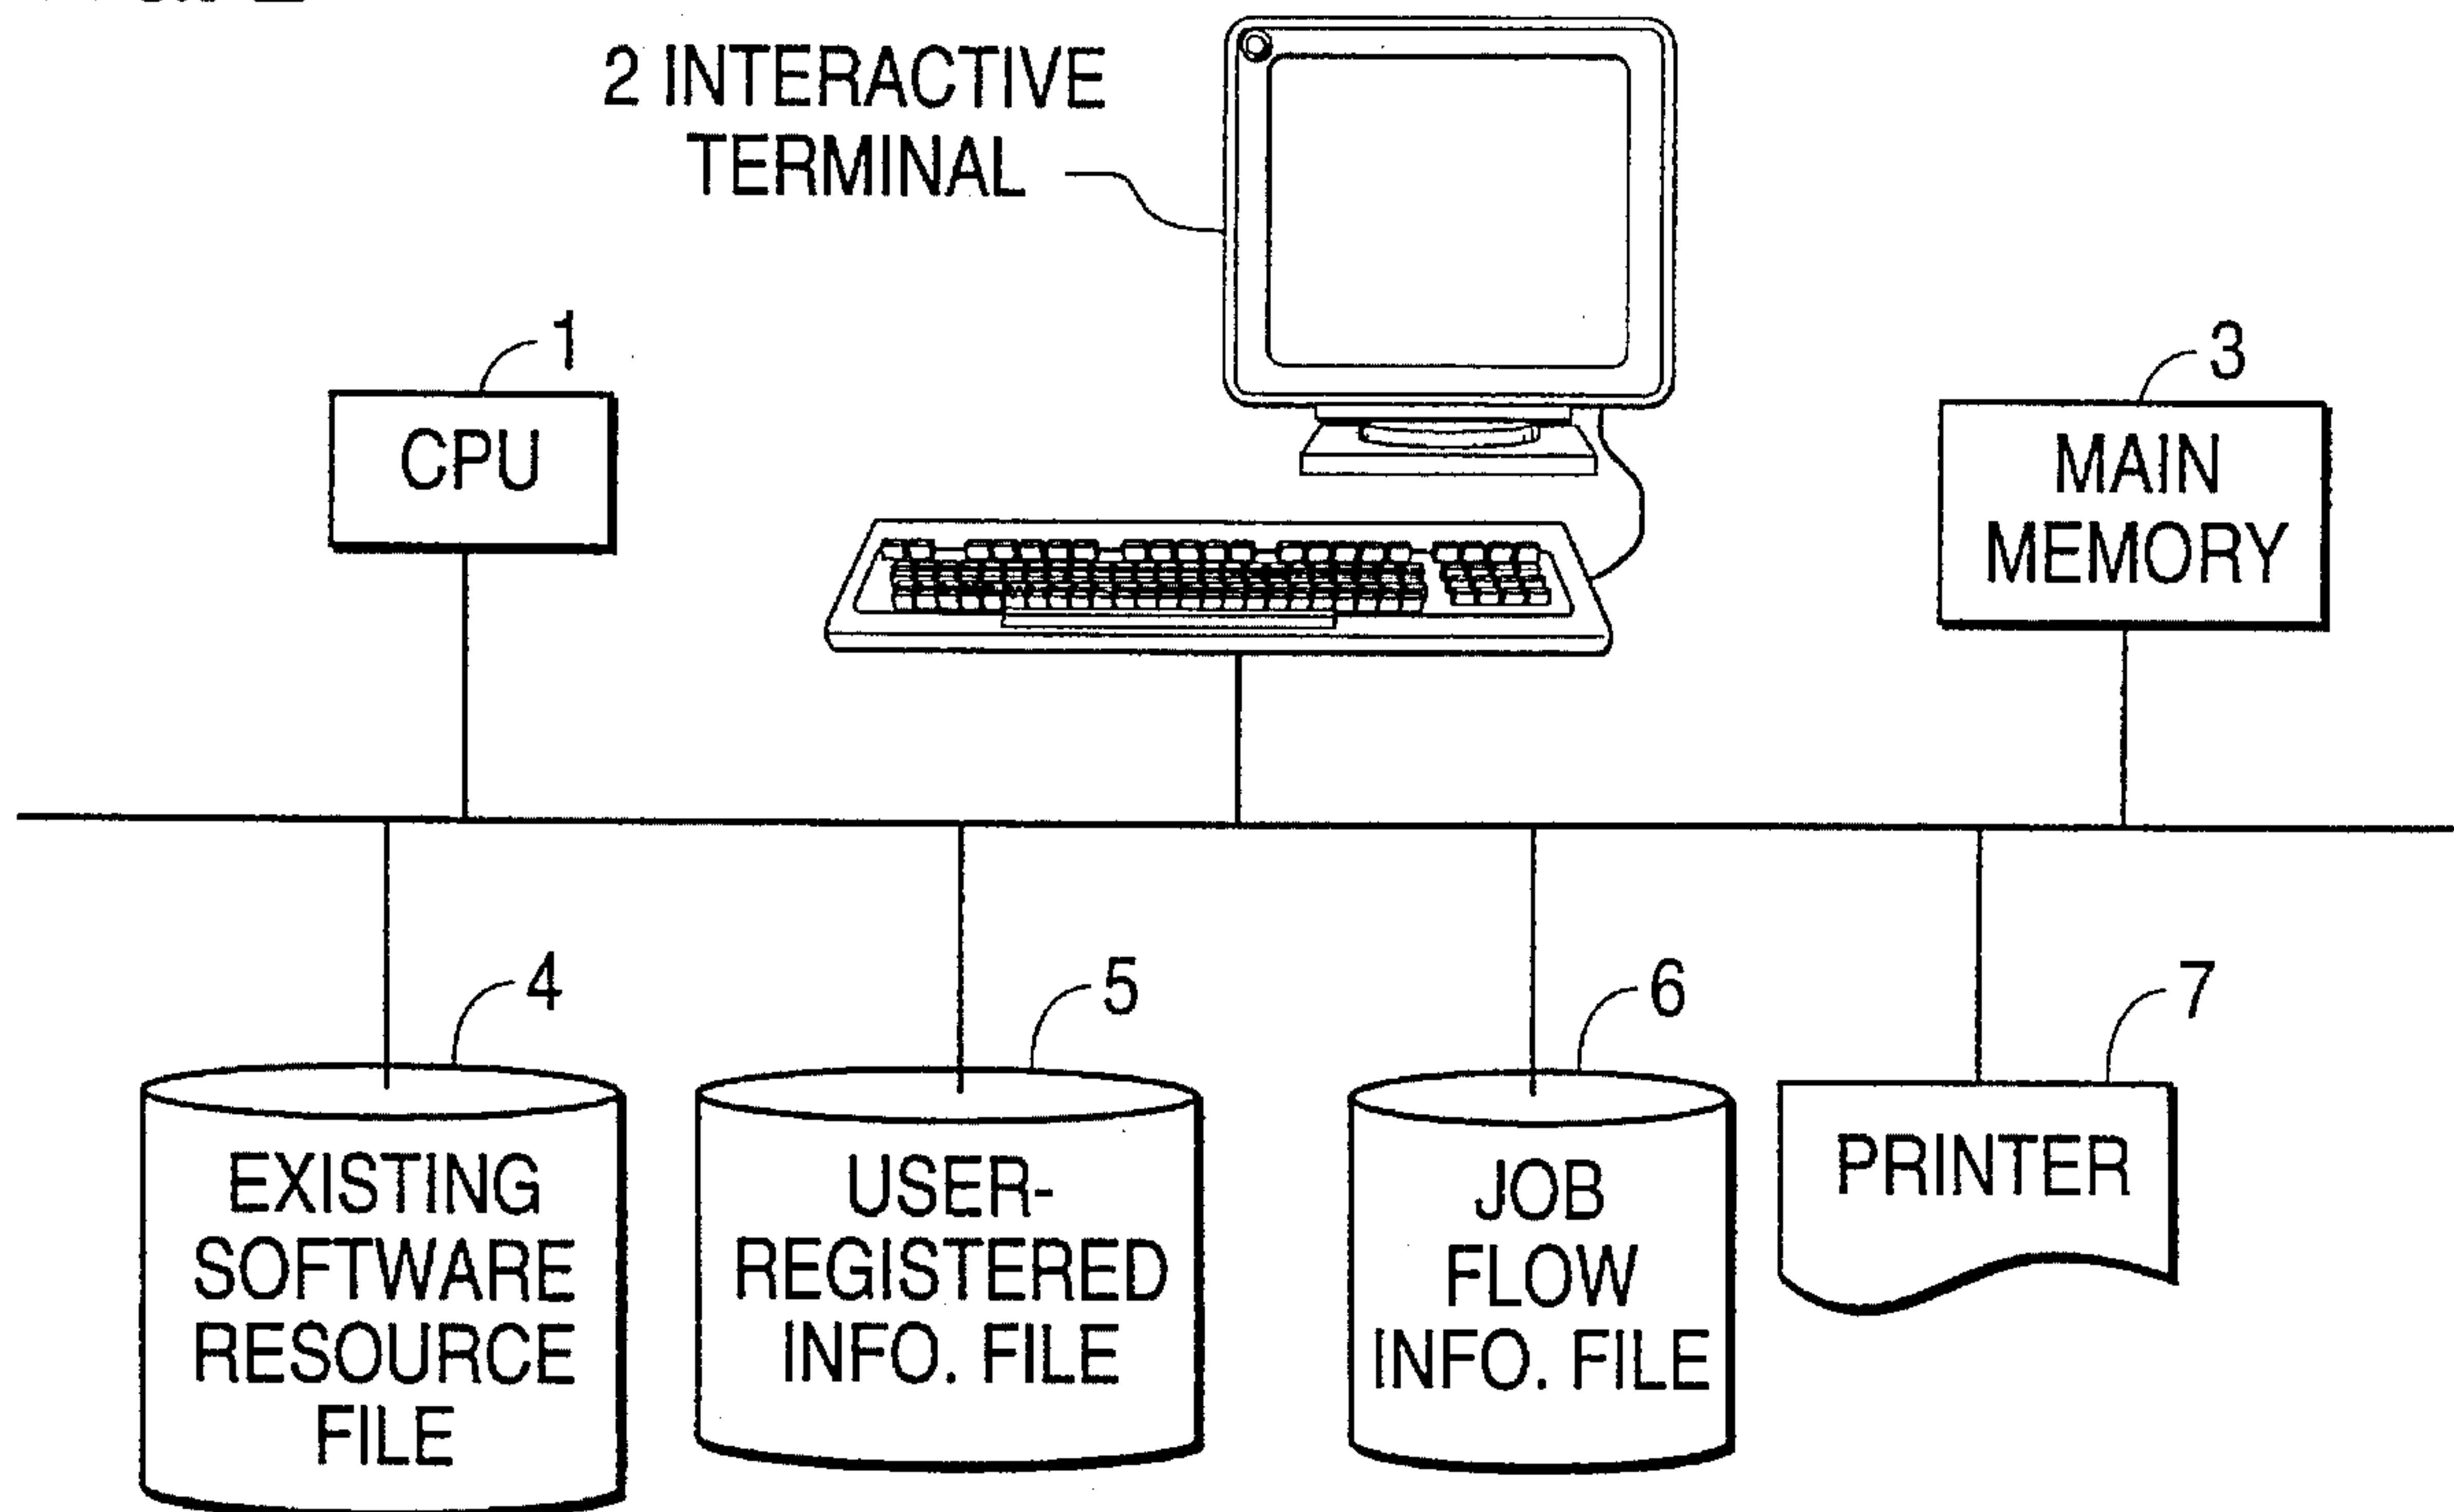 2 INTERACTIVE
TERMINAL
1
CPU
3
MAIN
MEMORY
4
EXISTING
SOFTWARE
RESOURCE
FILE
5
USER-
REGISTERED
INFO. FILE
6
JOB
FLOW
INFO. FILE
7
PRINTER